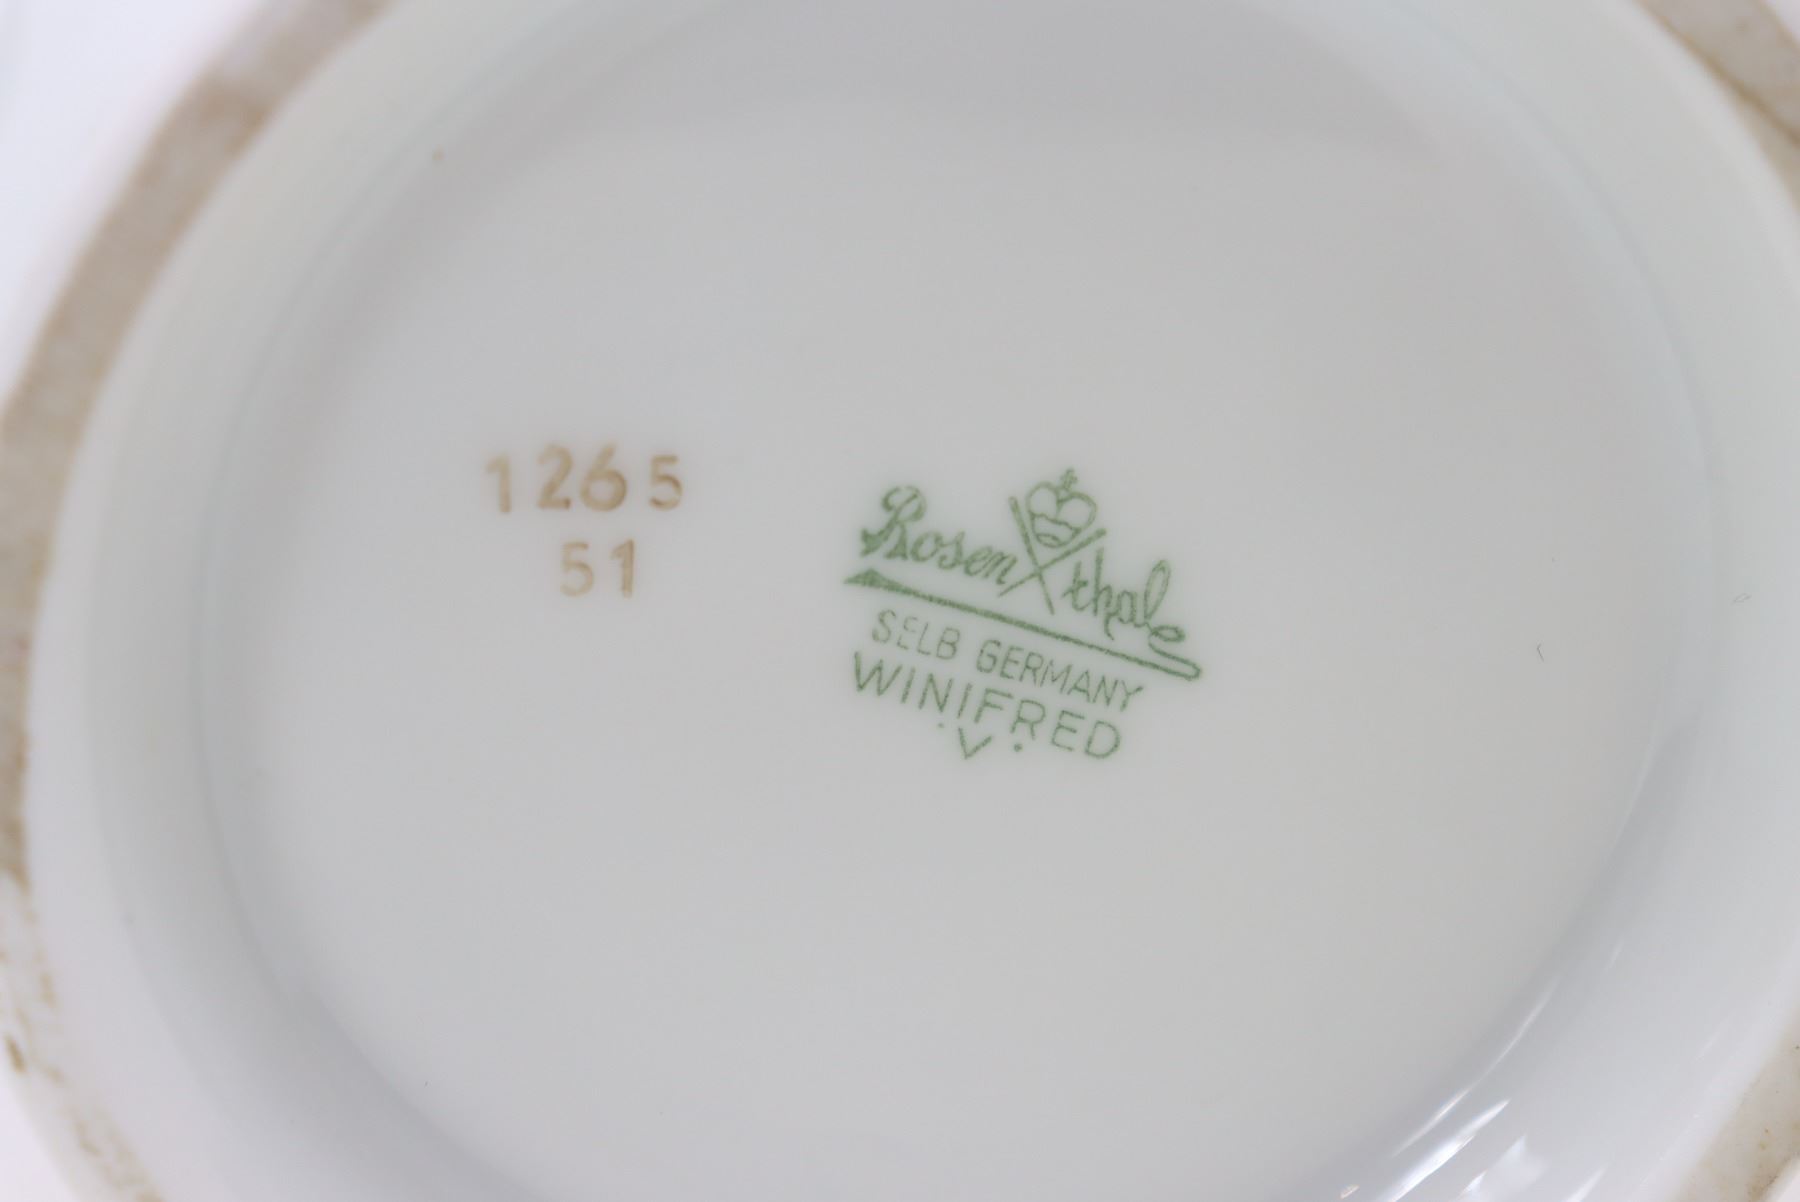 1265
51
Rosenthal
SELB GERMANY
WINIFRED
. V .